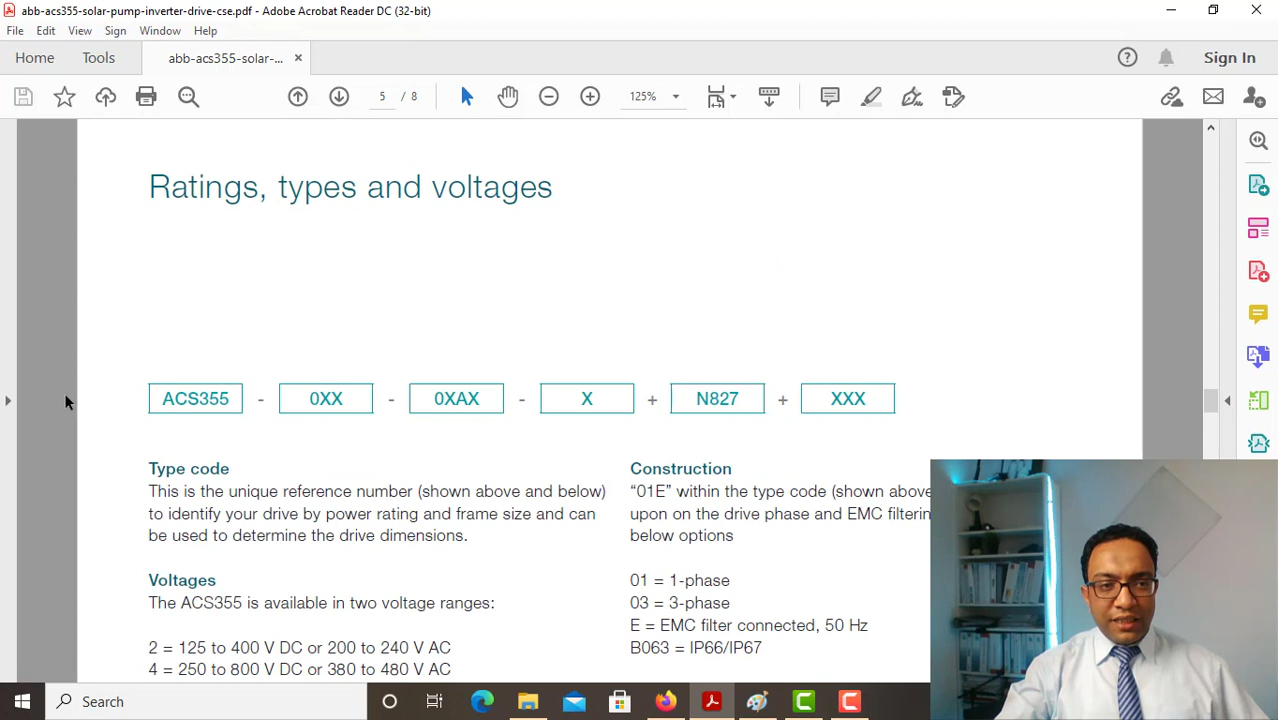 abb-acs355-solar-pump-inverter-drive-cse.pdf - Adobe Acrobat Reader DC (32-bit)
File Edit View Sign Window Help
Home Tools abb-acs355-solar-... × Sign In
5 / 8 125%
Ratings, types and voltages
ACS355 - 0XX - 0XAX - X + N827 + XXX
Type code
This is the unique reference number (shown above and below)
to identify your drive by power rating and frame size and can
be used to determine the drive dimensions.
Voltages
The ACS355 is available in two voltage ranges:
2 = 125 to 400 V DC or 200 to 240 V AC
4 = 250 to 800 V DC or 380 to 480 V AC
Construction
“01E” within the type code (shown above
upon on the drive phase and EMC filtering
below options
01 = 1-phase
03 = 3-phase
E = EMC filter connected, 50 Hz
B063 = IP66/IP67
Search